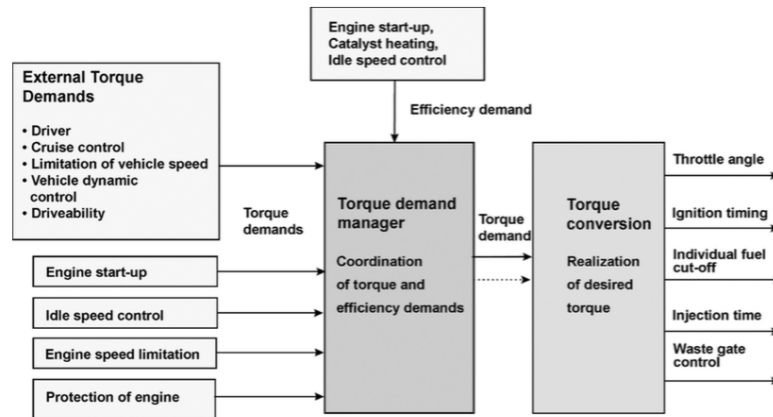 Engine start-up,
Catalyst heating,
Idle speed control
External Torque
Demands
• Driver
• Cruise control
• Limitation of vehicle speed
• Vehicle dynamic
control
• Driveability
Efficiency demand
Torque
demands
Engine start-up
Idle speed control
Engine speed limitation
Protection of engine
Torque demand
manager
Coordination
of torque and
efficiency demands
Torque
demand
Torque
conversion
Realization
of desired
torque
Throttle angle
Ignition timing
Individual fuel
cut-off
Injection time
Waste gate
control